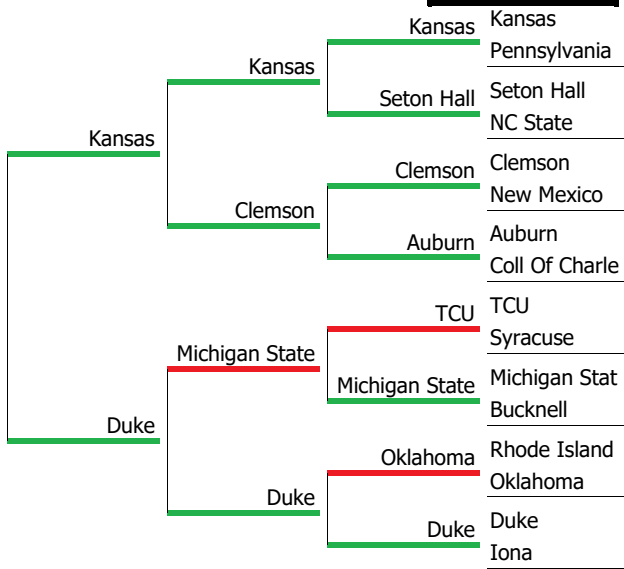 Kansas
Kansas
Pennsylvania
Kansas
Seton Hall
Seton Hall
NC State
Kansas
Clemson
Clemson
New Mexico
Clemson
Auburn
Auburn
Coll Of Charle
TCU
TCU
Syracuse
Michigan State
Michigan State
Michigan Stat
Bucknell
Duke
Oklahoma
Rhode Island
Oklahoma
Duke
Duke
Duke
Iona